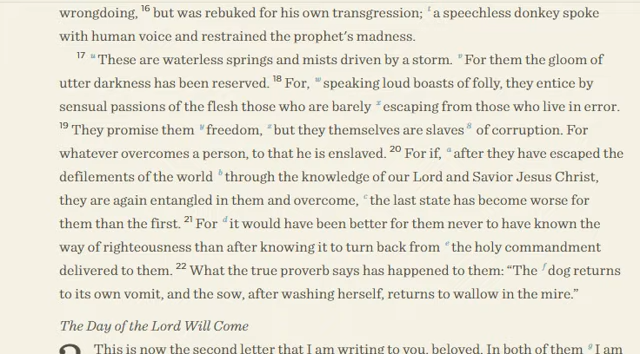 wrongdoing, 16 but was rebuked for his own transgression; t a speechless donkey spoke
with human voice and restrained the prophet's madness.
17 u These are waterless springs and mists driven by a storm. v For them the gloom of
utter darkness has been reserved. 18 For, w speaking loud boasts of folly, they entice by
sensual passions of the flesh those who are barely x escaping from those who live in error.
19 They promise them y freedom, z but they themselves are slaves 8 of corruption. For
whatever overcomes a person, to that he is enslaved. 20 For if, a after they have escaped the
defilements of the world b through the knowledge of our Lord and Savior Jesus Christ,
they are again entangled in them and overcome, c the last state has become worse for
them than the first. 21 For d it would have been better for them never to have known the
way of righteousness than after knowing it to turn back from e the holy commandment
delivered to them. 22 What the true proverb says has happened to them: “The f dog returns
to its own vomit, and the sow, after washing herself, returns to wallow in the mire.”
The Day of the Lord Will Come
This is now the second letter that I am writing to you, beloved. In both of them g I am